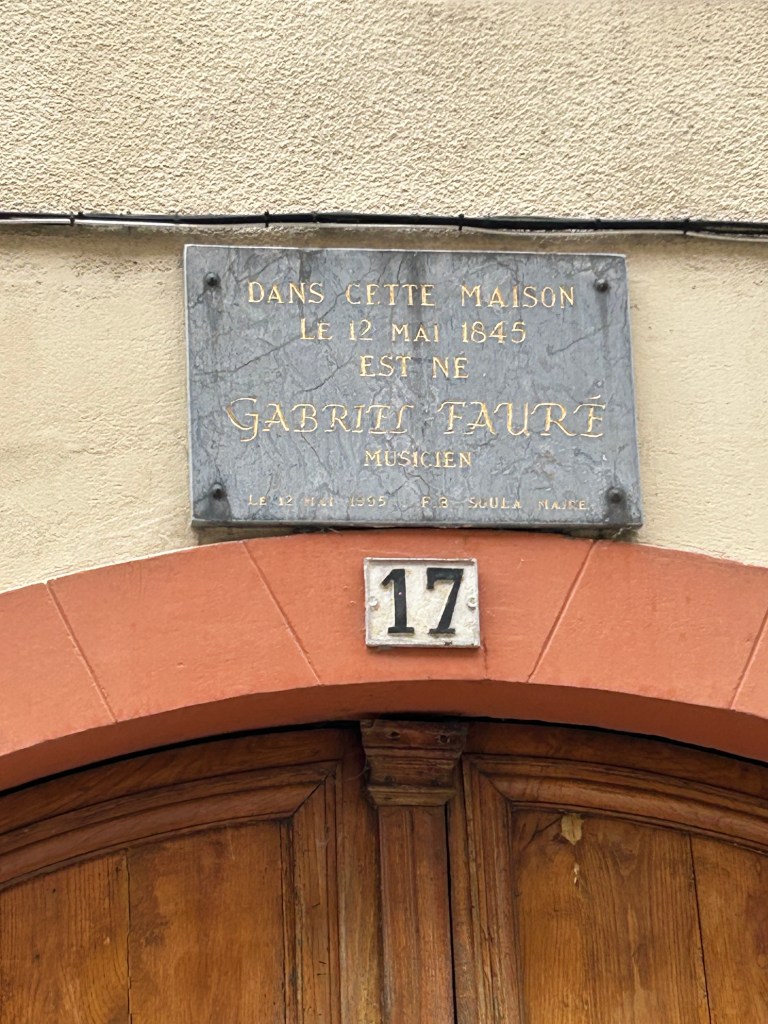 DANS CETTE MAISON
LE 12 MAI 1845
EST NÉ
GABRIEL FAURÉ
MUSICIEN
LE 12 MAI 1995 F.B. SOULA MAIRE
17